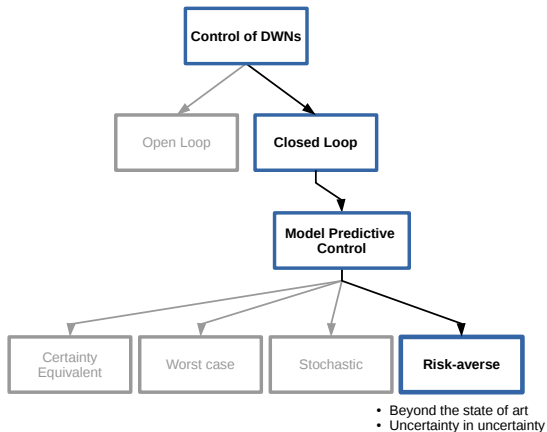 Control of DWNs
Open Loop
Closed Loop
Model Predictive
Control
Certainty
Equivalent
Worst case
Stochastic
Risk-averse
• Beyond the state of art
• Uncertainty in uncertainty